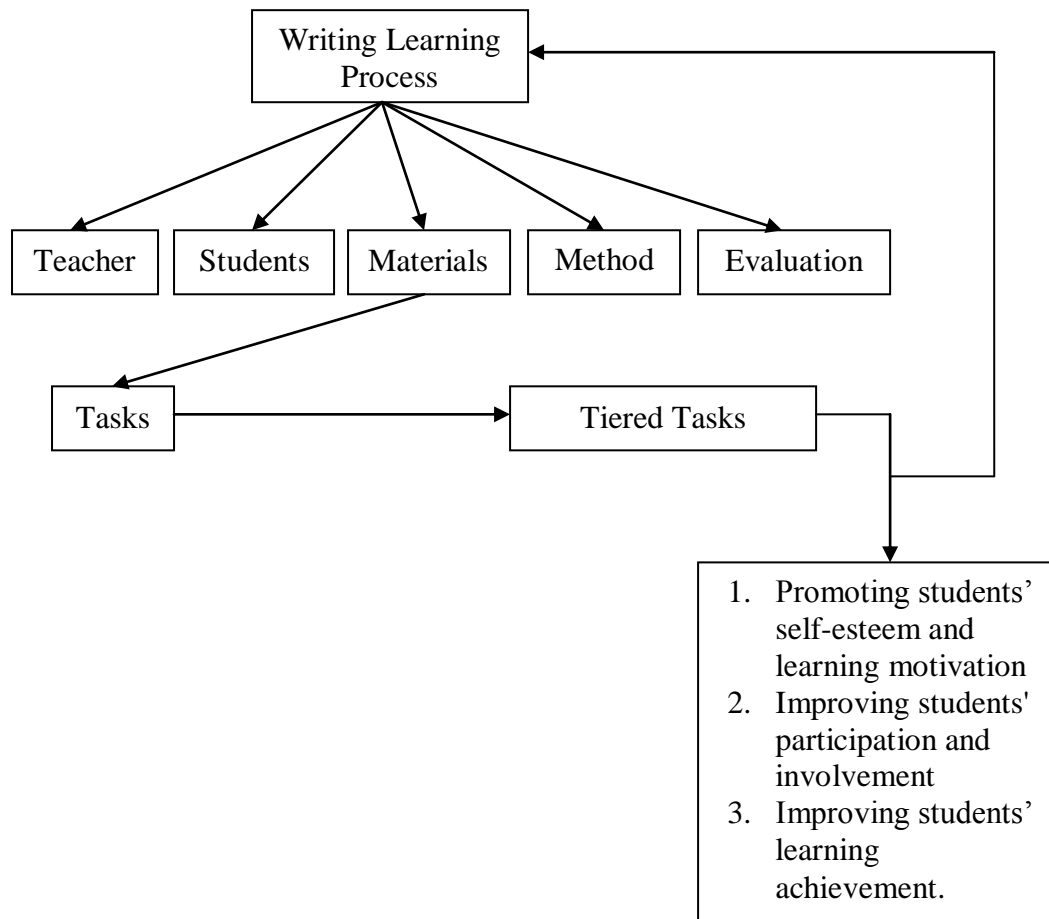 Writing Learning
Process
Teacher
Students
Materials
Method
Evaluation
Tasks
Tiered Tasks
1. Promoting students’
self-esteem and
learning motivation
2. Improving students'
participation and
involvement
3. Improving students’
learning
achievement.